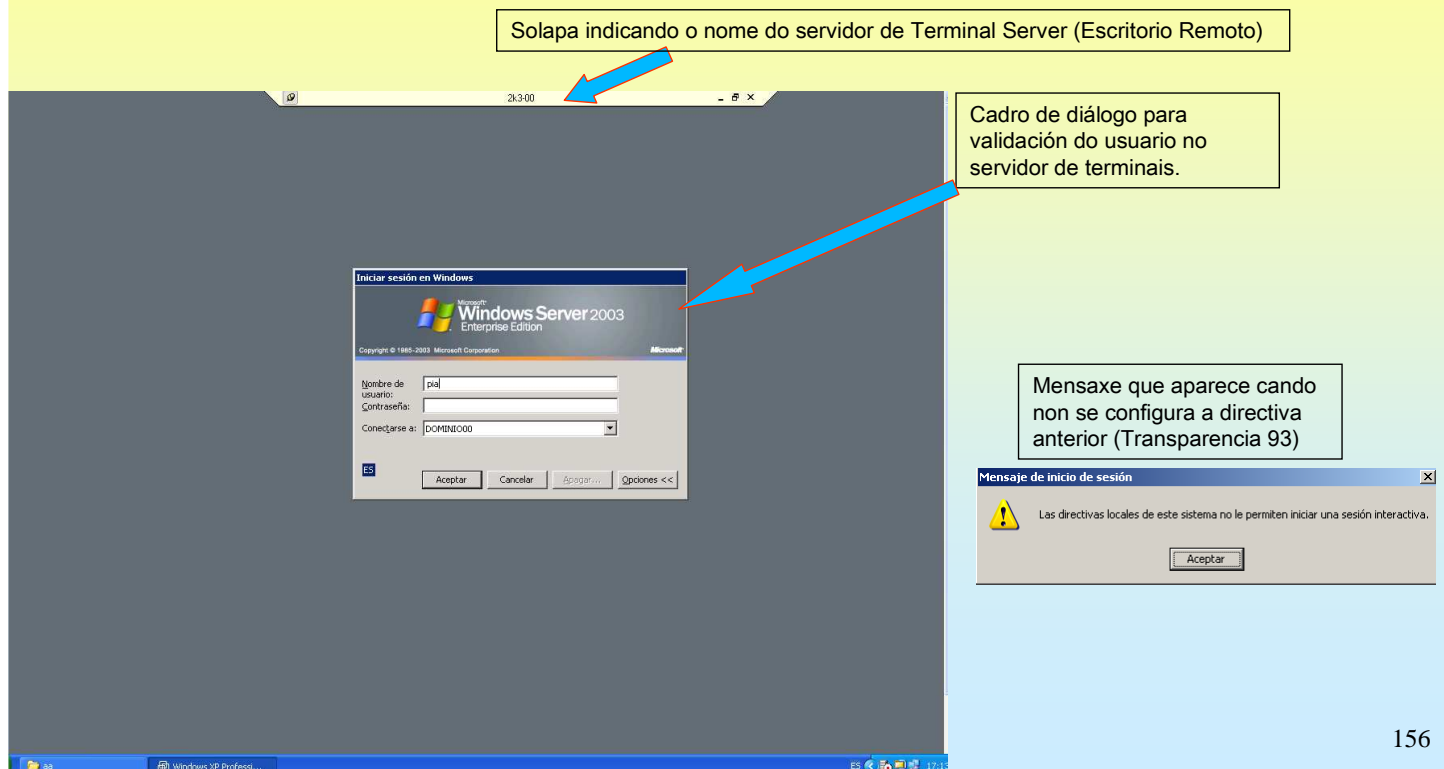 Solapa indicando o nome do servidor de Terminal Server (Escritorio Remoto)
2k3-00
Cadro de diálogo para
validación do usuario no
servidor de terminais.
Iniciar sesión en Windows
Microsoft
Windows Server 2003
Enterprise Edition
Copyright © 1985-2003 Microsoft Corporation
Microsoft
Nombre de
usuario:
pia
Contraseña:
Conectarse a: DOMINIO00
ES
Aceptar Cancelar Apagar... Opciones <<
Mensaxe que aparece cando
non se configura a directiva
anterior (Transparencia 93)
Mensaje de inicio de sesión
Las directivas locales de este sistema no le permiten iniciar una sesión interactiva.
Aceptar
156
aa Windows XP Professi... ES 17:13